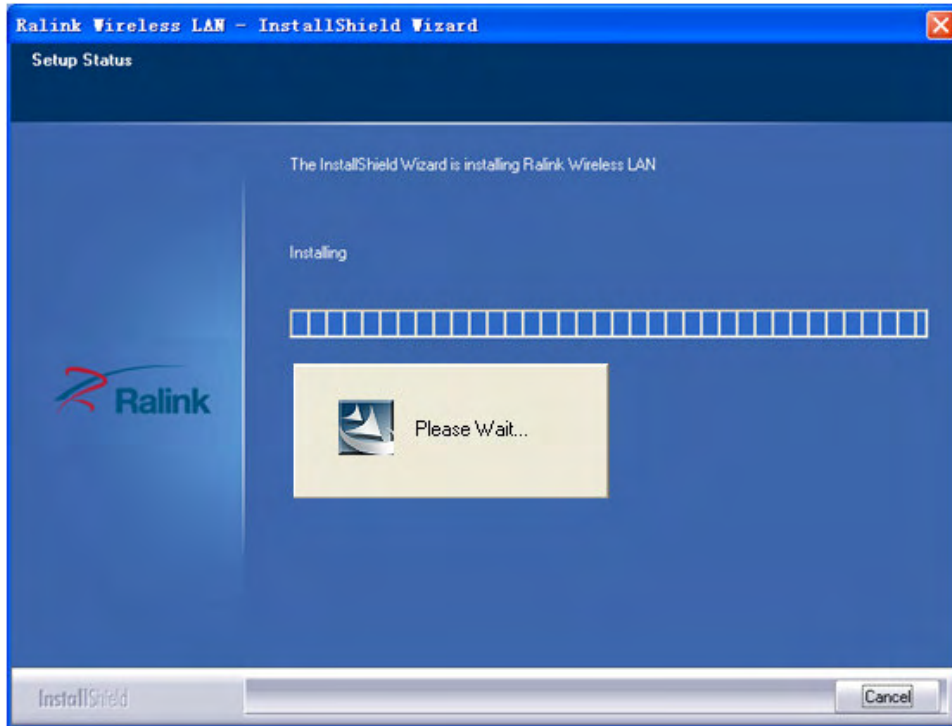 Ralink Wireless LAN - InstallShield Wizard
Setup Status
The InstallShield Wizard is installing Ralink Wireless LAN
Installing
Ralink
Please Wait...
InstallShield
Cancel